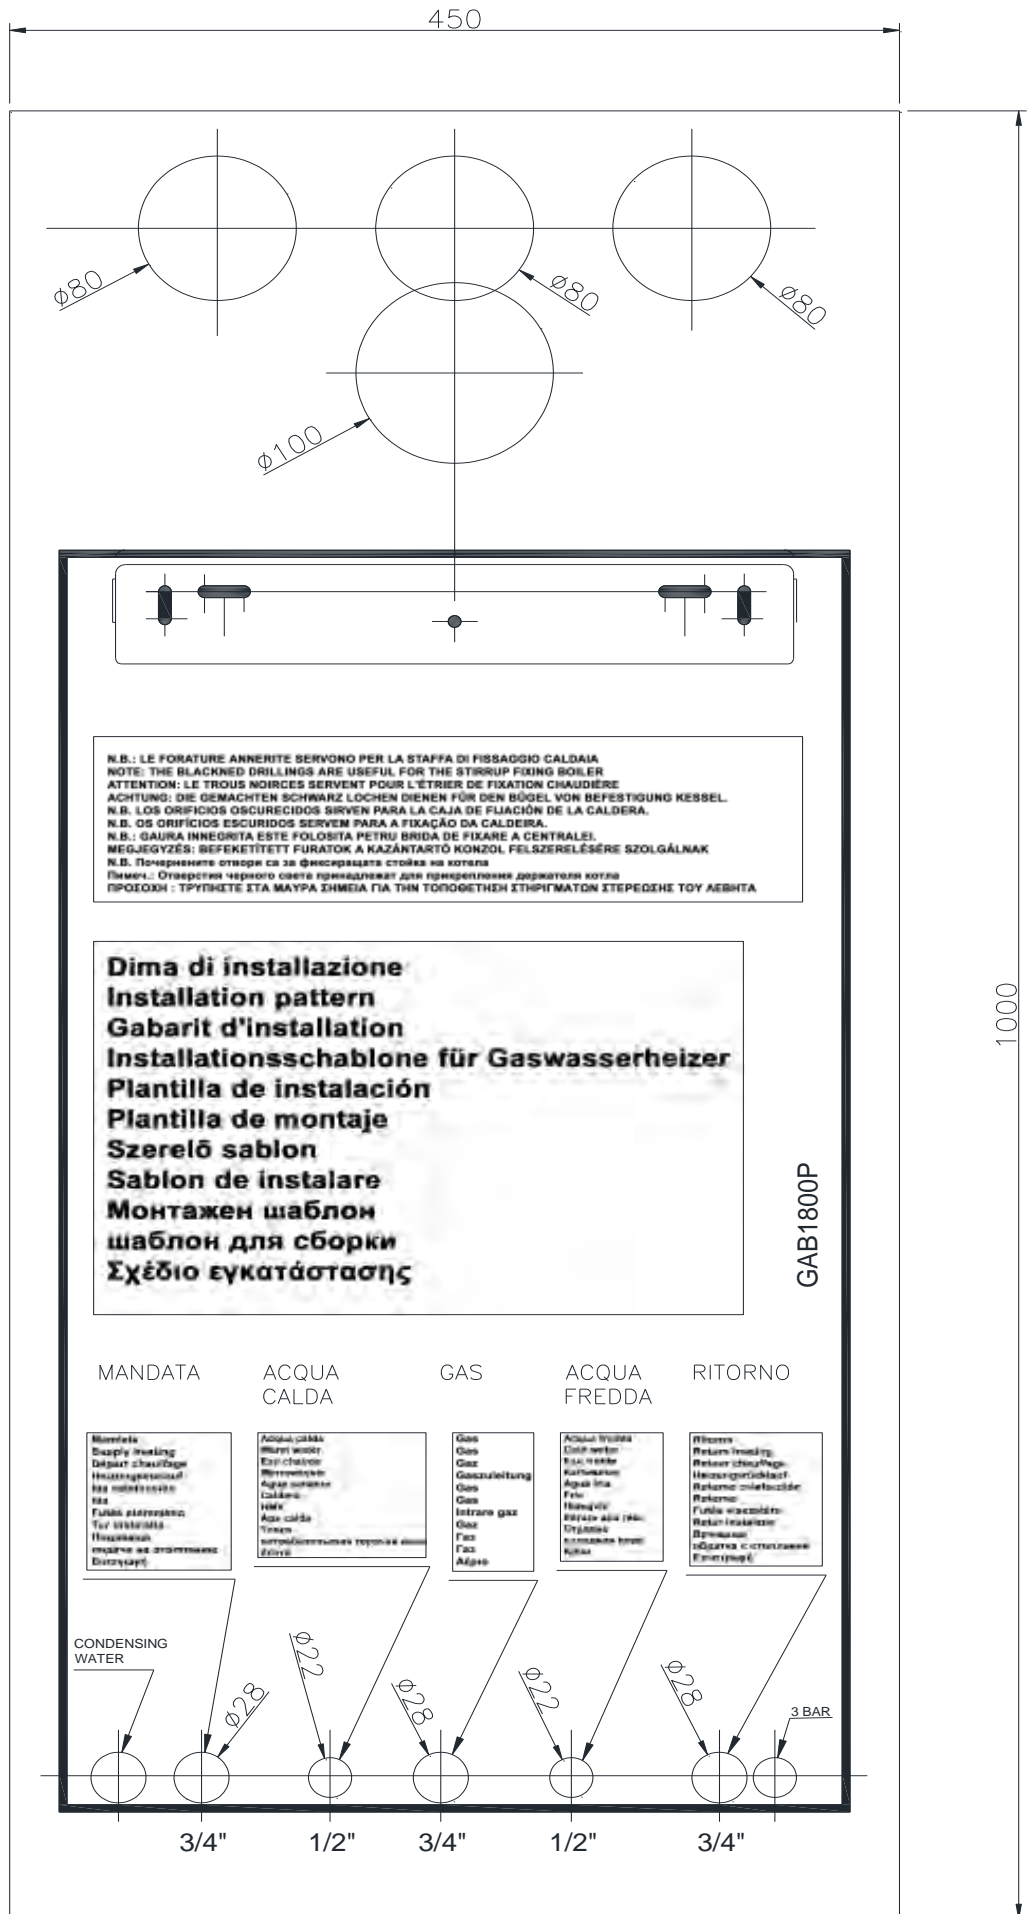 450
ø80
ø80
ø80
ø100
1000
N.B.: LE FORATURE ANNERITE SERVONO PER LA STAFFA DI FISSAGGIO CALDAIA
NOTE: THE BLACKNED DRILLINGS ARE USEFUL FOR THE STIRRUP FIXING BOILER
ATTENTION: LE TROUS NOIRCES SERVENT POUR L'ÉTRIER DE FIXATION CHAUDIÈRE
ACHTUNG: DIE GEMACHTEN SCHWARZ LOCHEN DIENEN FÜR DEN BÜGEL VON BEFESTIGUNG KESSEL.
N.B. LOS ORIFICIOS OSCURECIDOS SIRVEN PARA LA CAJA DE FIJACIÓN DE LA CALDERA.
N.B. OS ORIFÍCIOS ESCURIDOS SERVEM PARA A FIXAÇÃO DA CALDEIRA.
N.B.: GAURA INNEGRITA ESTE FOLOSITA PETRU BRIDA DE FIXARE A CENTRALEI.
MEGJEGYZÉS: BEFEKETÍTETT FURATOK A KAZÁNTARTÓ KONZOL FELSZERELÉSÉRE SZOLGÁLNAK
N.B. Почернените отвори са за фиксиращата стойка на котела
Пимеч.: Отверстия черного света принадлежат для прикрепления держателя котла
ΠΡΟΣΟΧΗ : ΤΡΥΠΗΣΤΕ ΣΤΑ ΜΑΥΡΑ ΣΗΜΕΙΑ ΓΙΑ ΤΗΝ ΤΟΠΟΘΕΤΗΣΗ ΣΤΗΡΙΓΜΑΤΩΝ ΣΤΕΡΕΩΣΗΣ ΤΟΥ ΛΕΒΗΤΑ
Dima di installazione
Installation pattern
Gabarit d'installation
Installationsschablone für Gaswasserheizer
Plantilla de instalación
Plantilla de montaje
Szerelõ sablon
Sablon de instalare
Монтажен шаблон
шаблон для сборки
Σχέδιο εγκατάστασης
GAB1800P
MANDATA
ACQUA
CALDA
GAS
ACQUA
FREDDA
RITORNO
Mandata
Supply heating
Départ chauffage
Acqua calda
Warm water
Eau chaude
Gas
Gas
Gaz
Gaszuleitung
Gas
Gas
Intrare gaz
Gaz
Газ
Газ
Αέριο
Acqua fredda
Cold water
Eau froide
Kaltwasser
Agua fria
Ritorno
Return heating
Retour chauffage
CONDENSING
WATER
ø28
ø22
ø28
ø22
ø28
3 BAR
3/4"
1/2"
3/4"
1/2"
3/4"